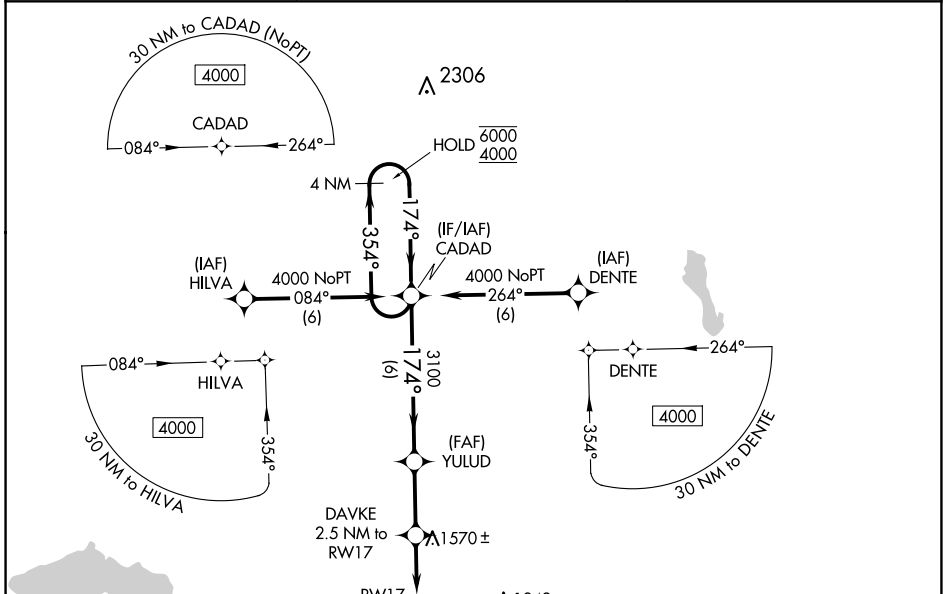 30 NM to CADAD (NoPT)
4000
CADAD
084°
264°
2306
HOLD 6000
4000
4 NM
174°
354°
(IF/IAF)
CADAD
(IAF)
HILVA
4000 NoPT
084°
(6)
4000 NoPT
264°
(6)
(IAF)
DENTE
3100
174°
(6)
084°
HILVA
4000
354°
30 NM to HILVA
264°
DENTE
4000
354°
30 NM to DENTE
(FAF)
YULUD
DAVKE
2.5 NM to
RW17
1570 ±
RW17